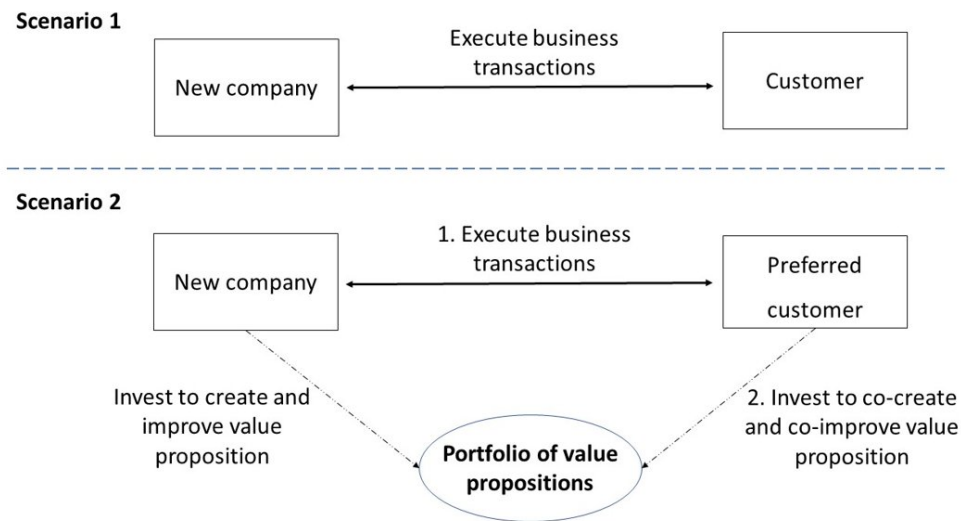 Scenario 1
Execute business
transactions
New company
Customer
Scenario 2
1. Execute business
transactions
New company
Preferred
customer
Invest to create and
improve value
proposition
2. Invest to co-create
and co-improve value
proposition
Portfolio of value
propositions